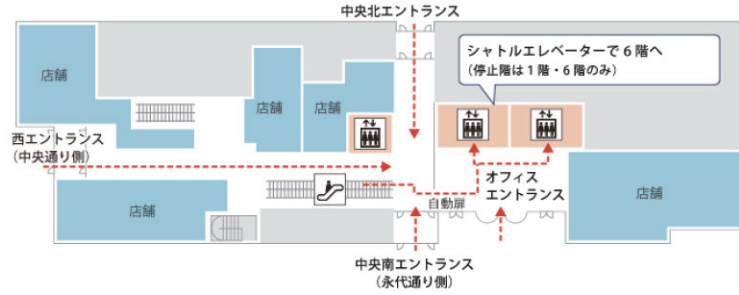 中央北エントランス
シャトルエレベーターで6階へ
(停止階は1階・6階のみ)
店舗
店舗
店舗
西エントランス
(中央通り側)
オフィス
エントランス
店舗
店舗
自動扉
中央南エントランス
(永代通り側)